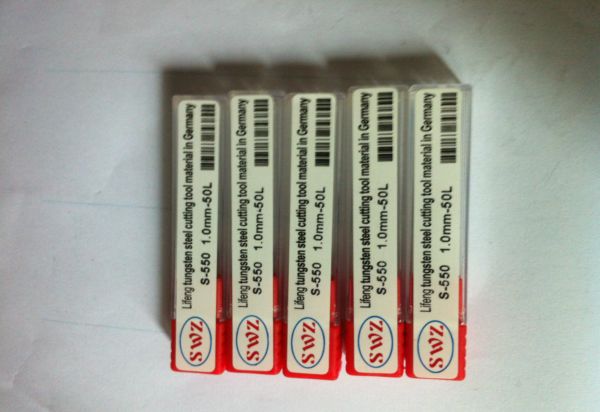 Lifeng tungsten steel cutting tool material in Germany
S-550 1.0mm-50L
SWZ
Lifeng tungsten steel cutting tool material in Germany
S-550 1.0mm-50L
SWZ
Lifeng tungsten steel cutting tool material in Germany
S-550 1.0mm-50L
SWZ
Lifeng tungsten steel cutting tool material in Germany
S-550 1.0mm-50L
SWZ
Lifeng tungsten steel cutting tool material in Germany
S-550 1.0mm-50L
SWZ